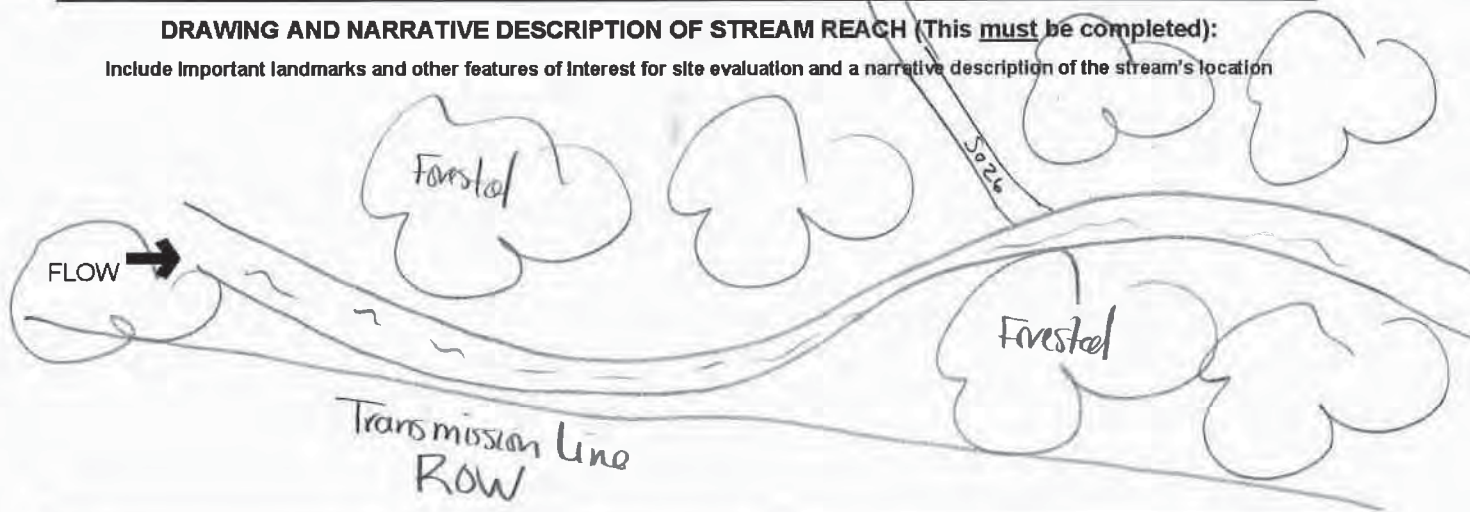 DRAWING AND NARRATIVE DESCRIPTION OF STREAM REACH (This must be completed):
Include Important landmarks and other features of Interest for site evaluation and a narrative description of the stream's location
Forested
S026
FLOW
Forested
Transmission Line
ROW